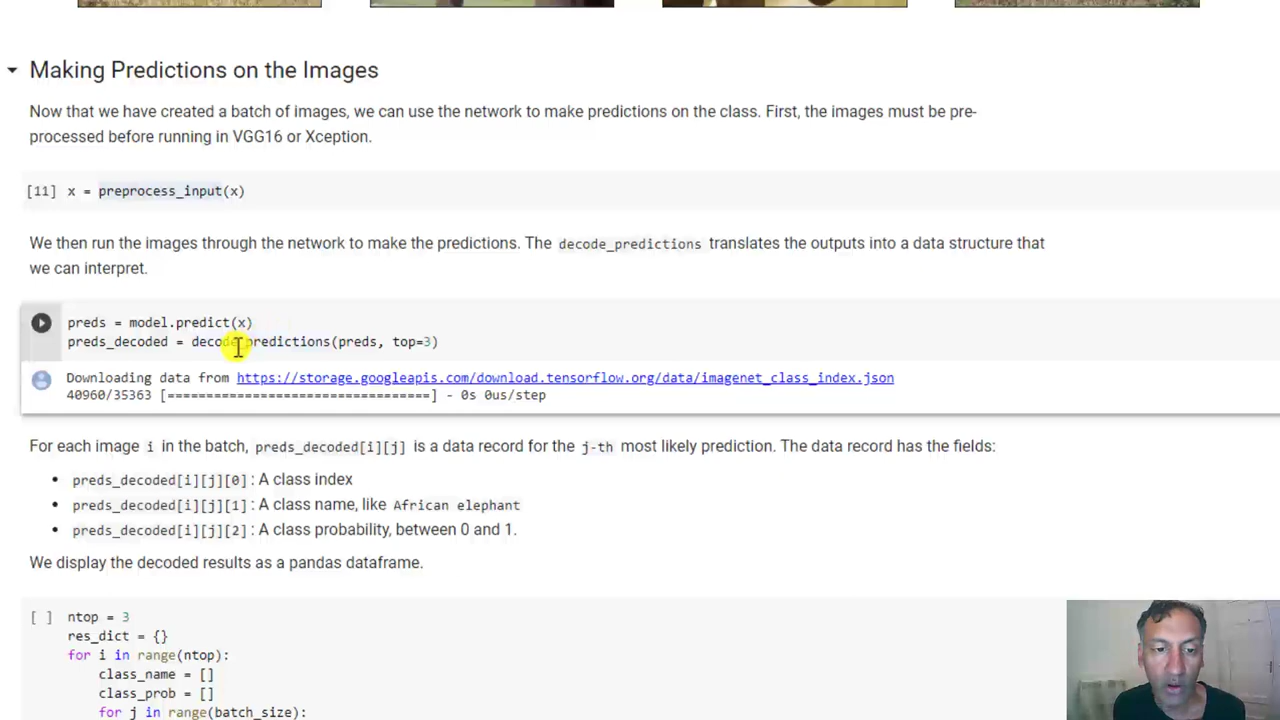 Making Predictions on the Images
Now that we have created a batch of images, we can use the network to make predictions on the class. First, the images must be pre-
processed before running in VGG16 or Xception.
[11] x = preprocess_input(x)
We then run the images through the network to make the predictions. The decode_predictions translates the outputs into a data structure that
we can interpret.
preds = model.predict(x)
preds_decoded = decode_predictions(preds, top=3)
Downloading data from https://storage.googleapis.com/download.tensorflow.org/data/imagenet_class_index.json
40960/35363 [==================================] - 0s 0us/step
For each image i in the batch, preds_decoded[i][j] is a data record for the j-th most likely prediction. The data record has the fields:
• preds_decoded[i][j][0]: A class index
• preds_decoded[i][j][1]: A class name, like African elephant
• preds_decoded[i][j][2]: A class probability, between 0 and 1.
We display the decoded results as a pandas dataframe.
[ ] ntop = 3
res_dict = {}
for i in range(ntop):
class_name = []
class_prob = []
for j in range(batch_size):